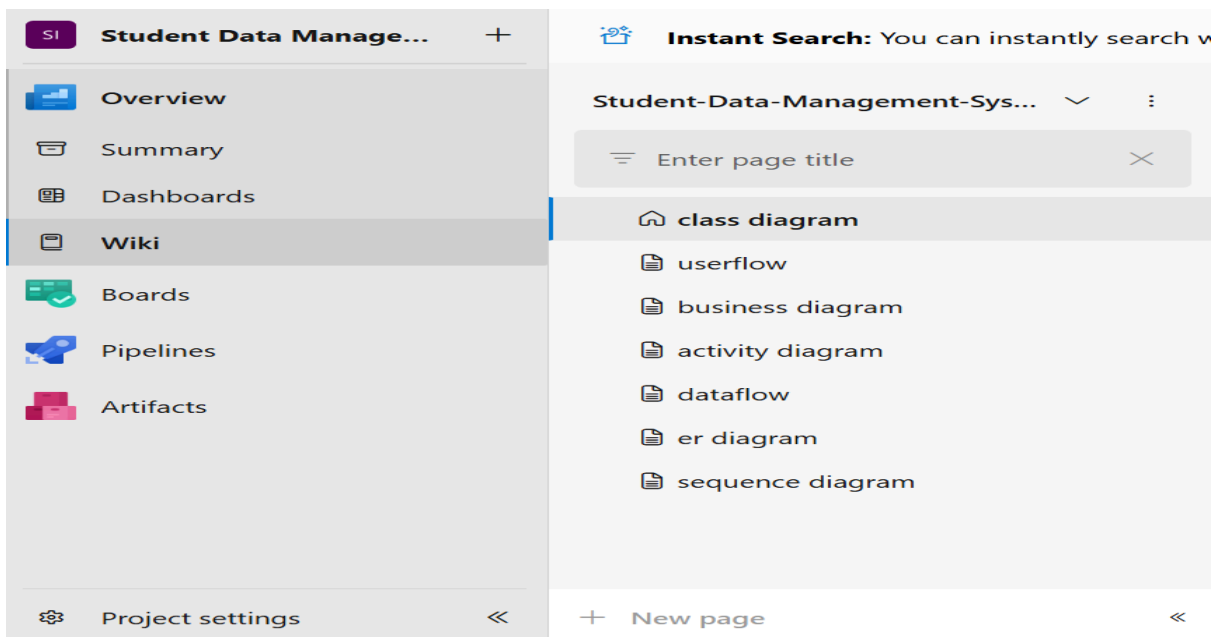 SI Student Data Manage...
Overview
Summary
Dashboards
Wiki
Boards
Pipelines
Artifacts
Project settings
Instant Search: You can instantly search w
Student-Data-Management-Sys...
Enter page title
class diagram
userflow
business diagram
activity diagram
dataflow
er diagram
sequence diagram
New page